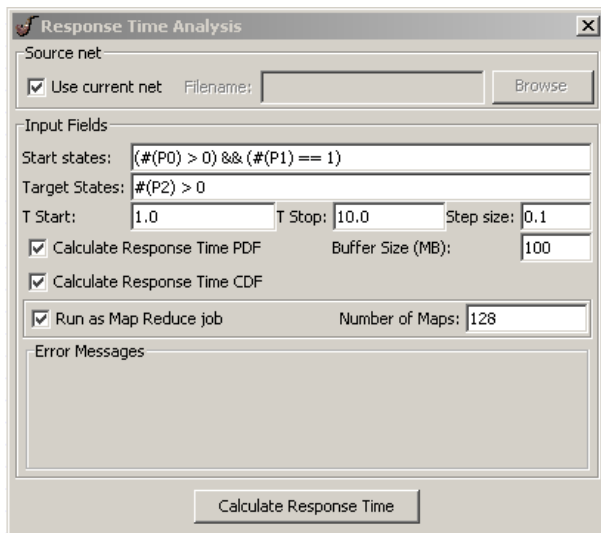 Response Time Analysis
Source net
Use current net Filename: Browse
Input Fields
Start states: (#(P0) > 0) && (#(P1) == 1)
Target States: #(P2) > 0
T Start: 1.0 T Stop: 10.0 Step size: 0.1
Calculate Response Time PDF Buffer Size (MB): 100
Calculate Response Time CDF
Run as Map Reduce job Number of Maps: 128
Error Messages
Calculate Response Time